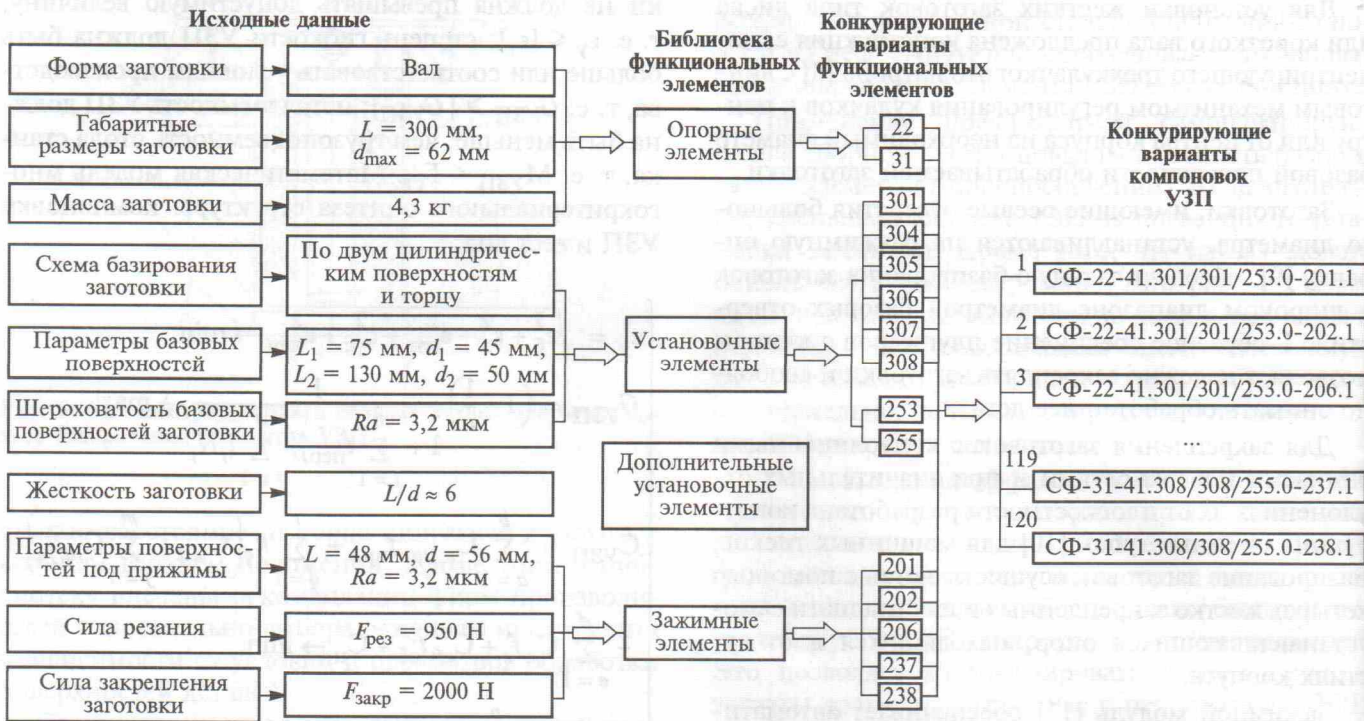 Исходные данные
Форма заготовки
Вал
Габаритные
размеры заготовки
L = 300 мм,
dmax = 62 мм
Масса заготовки
4,3 кг
Схема базирования
заготовки
По двум цилиндричес-
ким поверхностям
и торцу
Параметры базовых
поверхностей
L1 = 75 мм, d1 = 45 мм,
L2 = 130 мм, d2 = 50 мм
Шероховатость базовых
поверхностей заготовки
Ra = 3,2 мкм
Жесткость заготовки
L/d ≈ 6
Параметры поверхнос-
тей под прижимы
L = 48 мм, d = 56 мм,
Ra = 3,2 мкм
Сила резания
Fрез = 950 Н
Сила закрепления
заготовки
Fзакр = 2000 Н
Библиотека
функциональных
элементов
Опорные
элементы
Установочные
элементы
Дополнительные
установочные
элементы
Зажимные
элементы
Конкурирующие
варианты
функциональных
элементов
22
31
301
304
305
306
307
308
253
255
201
202
206
237
238
Конкурирующие
варианты
компоновок
УЗП
1
СФ-22-41.301/301/253.0-201.1
2
СФ-22-41.301/301/253.0-202.1
3
СФ-22-41.301/301/253.0-206.1
...
119
СФ-31-41.308/308/255.0-237.1
120
СФ-31-41.308/308/255.0-238.1